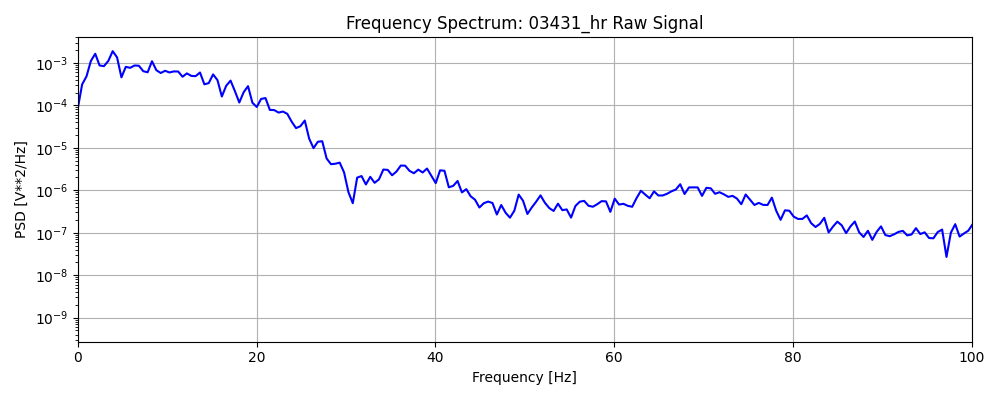 Frequency Spectrum: 03431_hr Raw Signal
PSD [V**2/Hz]
10⁻³
10⁻⁴
10⁻⁵
10⁻⁶
10⁻⁷
10⁻⁸
10⁻⁹
0 20 40 60 80 100
Frequency [Hz]